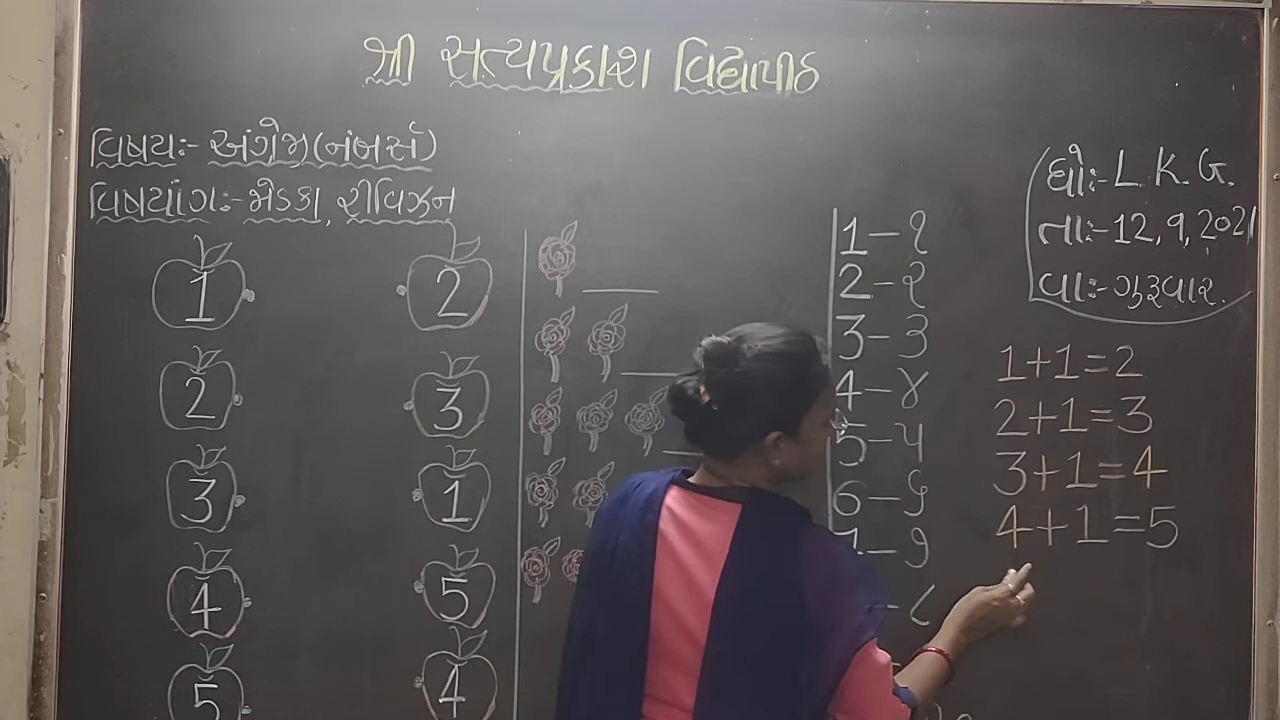 શ્રી સત્યપ્રકાશ વિદ્યાપીઠ
વિષયઃ- અંગ્રેજી(નંબર્સ)
વિષયાંગઃ- જોડકા, રીવિઝન
ધોઃ- L. K. G.
તાઃ- 12, 9, 2021
વાઃ- ગુરૂવાર.
1 2
2 3
3 1
4 5
5 4
1 - ૧
2 - ૨
3 - ૩
4 - ૪
5 - ૫
6 - ૬
7 - ૭
- ૮
1+1=2
2+1=3
3+1=4
4+1=5